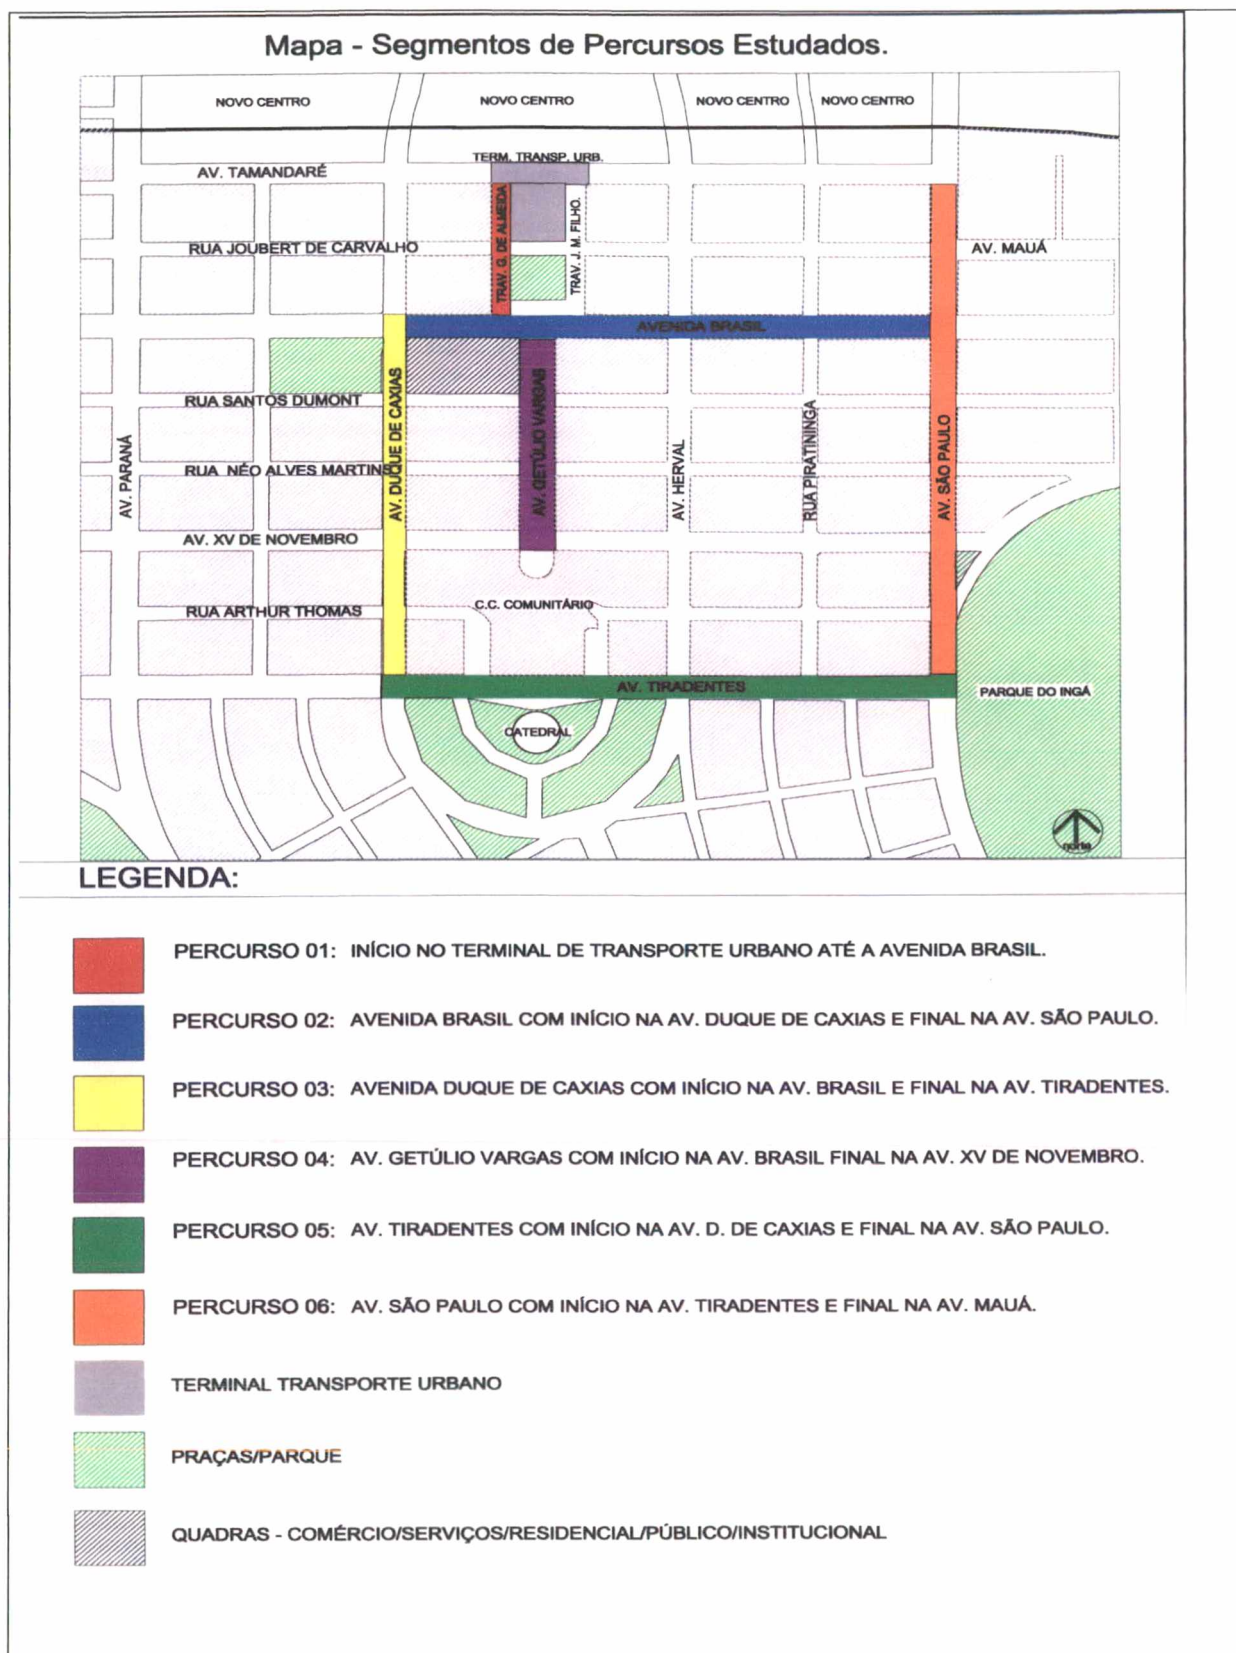 Mapa - Segmentos de Percursos Estudados.
NOVO CENTRO
NOVO CENTRO
NOVO CENTRO
NOVO CENTRO
TERM. TRANSP. URB.
AV. TAMANDARÉ
TRAV. G. DE ALMEIDA
TRAV. J. M. FILHO.
RUA JOUBERT DE CARVALHO
AV. MAUÁ
AVENIDA BRASIL
RUA SANTOS DUMONT
AV. DUQUE DE CAXIAS
AV. GETÚLIO VARGAS
AV. PARANÁ
RUA NÉO ALVES MARTINS
AV. HERVAL
RUA PIRATININGA
AV. SÃO PAULO
AV. XV DE NOVEMBRO
RUA ARTHUR THOMAS
C.C. COMUNITÁRIO
AV. TIRADENTES
PARQUE DO INGÁ
CATEDRAL
norte
LEGENDA:
PERCURSO 01: INÍCIO NO TERMINAL DE TRANSPORTE URBANO ATÉ A AVENIDA BRASIL.
PERCURSO 02: AVENIDA BRASIL COM INÍCIO NA AV. DUQUE DE CAXIAS E FINAL NA AV. SÃO PAULO.
PERCURSO 03: AVENIDA DUQUE DE CAXIAS COM INÍCIO NA AV. BRASIL E FINAL NA AV. TIRADENTES.
PERCURSO 04: AV. GETÚLIO VARGAS COM INÍCIO NA AV. BRASIL FINAL NA AV. XV DE NOVEMBRO.
PERCURSO 05: AV. TIRADENTES COM INÍCIO NA AV. D. DE CAXIAS E FINAL NA AV. SÃO PAULO.
PERCURSO 06: AV. SÃO PAULO COM INÍCIO NA AV. TIRADENTES E FINAL NA AV. MAUÁ.
TERMINAL TRANSPORTE URBANO
PRAÇAS/PARQUE
QUADRAS - COMÉRCIO/SERVIÇOS/RESIDENCIAL/PÚBLICO/INSTITUCIONAL